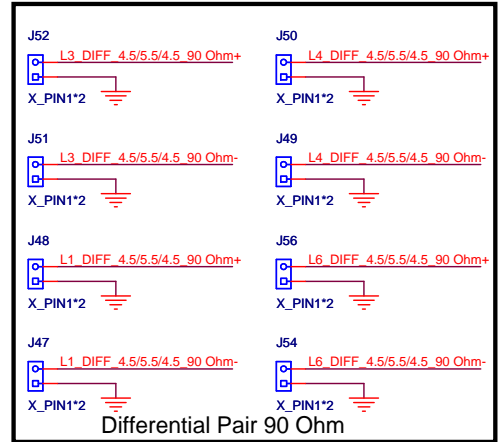 J52
L3_DIFF_4.5/5.5/4.5_90 Ohm+
X_PIN1*2
J50
L4_DIFF_4.5/5.5/4.5_90 Ohm+
X_PIN1*2
J51
L3_DIFF_4.5/5.5/4.5_90 Ohm-
X_PIN1*2
J49
L4_DIFF_4.5/5.5/4.5_90 Ohm-
X_PIN1*2
J48
L1_DIFF_4.5/5.5/4.5_90 Ohm+
X_PIN1*2
J56
L6_DIFF_4.5/5.5/4.5_90 Ohm+
X_PIN1*2
J47
L1_DIFF_4.5/5.5/4.5_90 Ohm-
X_PIN1*2
J54
L6_DIFF_4.5/5.5/4.5_90 Ohm-
X_PIN1*2
Differential Pair 90 Ohm